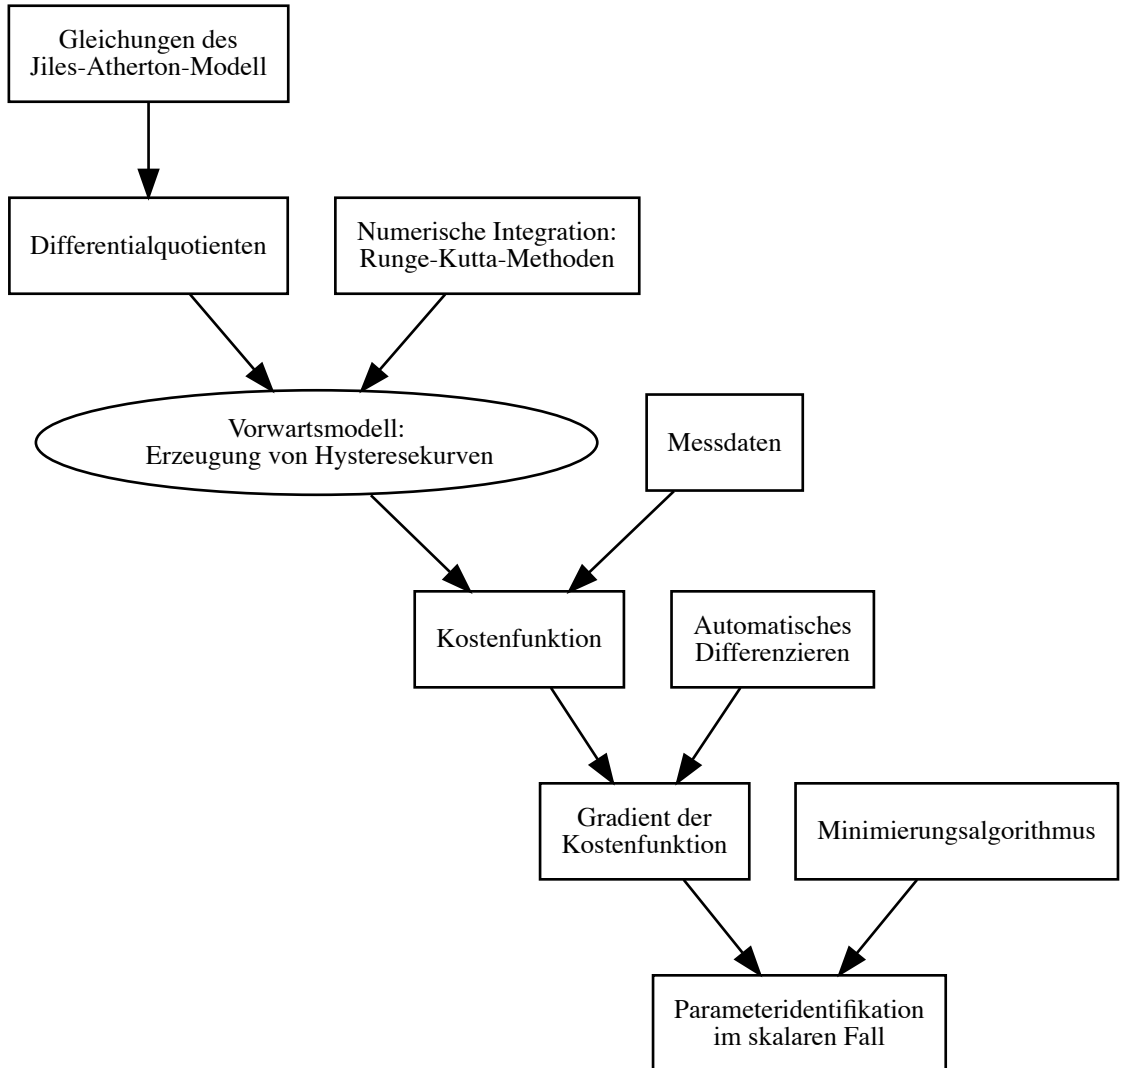 Gleichungen des
Jiles-Atherton-Modell
Differentialquotienten
Numerische Integration:
Runge-Kutta-Methoden
Vorwartsmodell:
Erzeugung von Hysteresekurven
Messdaten
Kostenfunktion
Automatisches
Differenzieren
Gradient der
Kostenfunktion
Minimierungsalgorithmus
Parameteridentifikation
im skalaren Fall